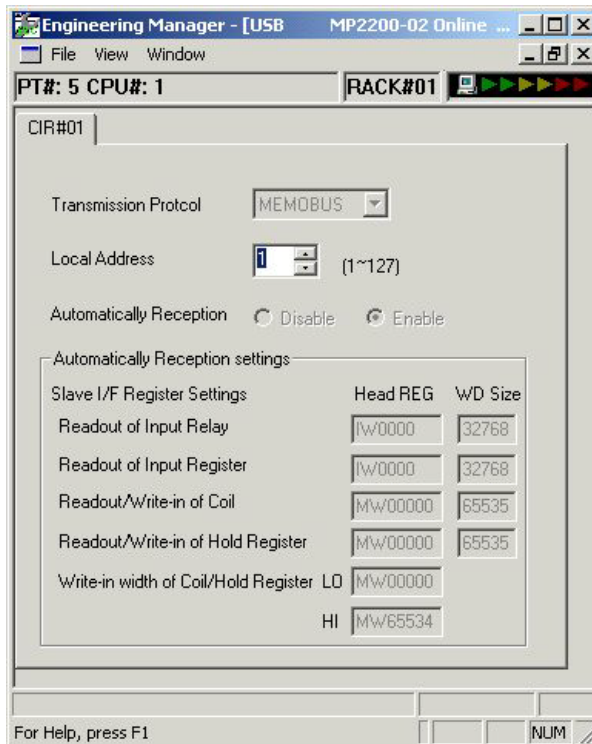 Engineering Manager - [USB MP2200-02 Online ...
File View Window
PT#: 5 CPU#: 1 RACK#01
CIR#01
Transmission Protcol MEMOBUS
Local Address 1 (1~127)
Automatically Reception Disable Enable
Automatically Reception settings
Slave I/F Register Settings Head REG WD Size
Readout of Input Relay IW0000 32768
Readout of Input Register IW0000 32768
Readout/Write-in of Coil MW00000 65535
Readout/Write-in of Hold Register MW00000 65535
Write-in width of Coil/Hold Register LO MW00000
HI MW65534
For Help, press F1 NUM